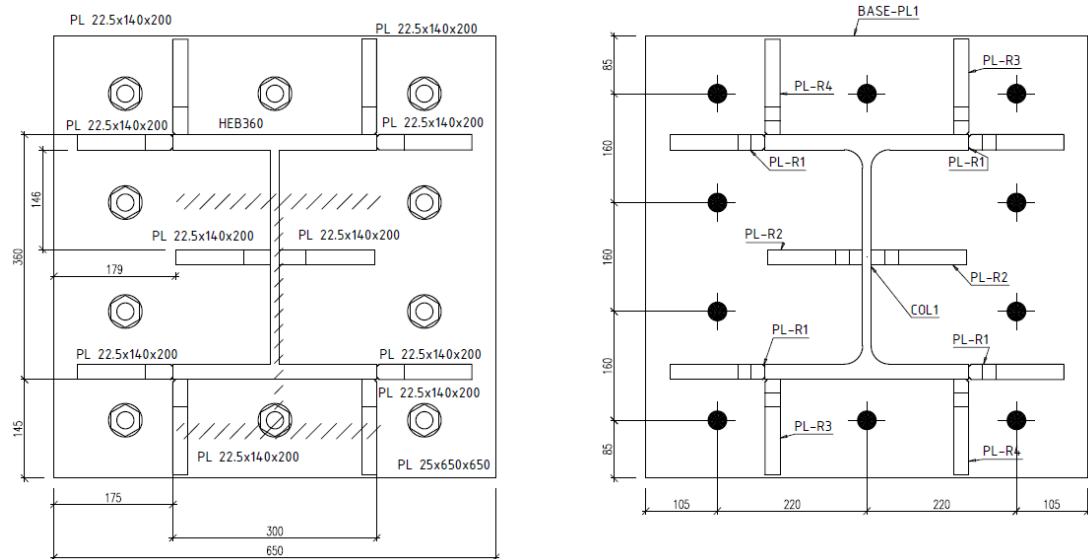 PL 22.5x140x200
PL 22.5x140x200
PL 22.5x140x200
HEB360
PL 22.5x140x200
146
360
PL 22.5x140x200
PL 22.5x140x200
179
PL 22.5x140x200
PL 22.5x140x200
PL 22.5x140x200
145
PL 22.5x140x200
PL 25x650x650
175
300
650
BASE-PL1
85
PL-R3
PL-R4
160
PL-R1
PL-R1
160
PL-R2
PL-R2
COL1
160
PL-R1
PL-R1
PL-R3
85
PL-R4
105
220
220
105